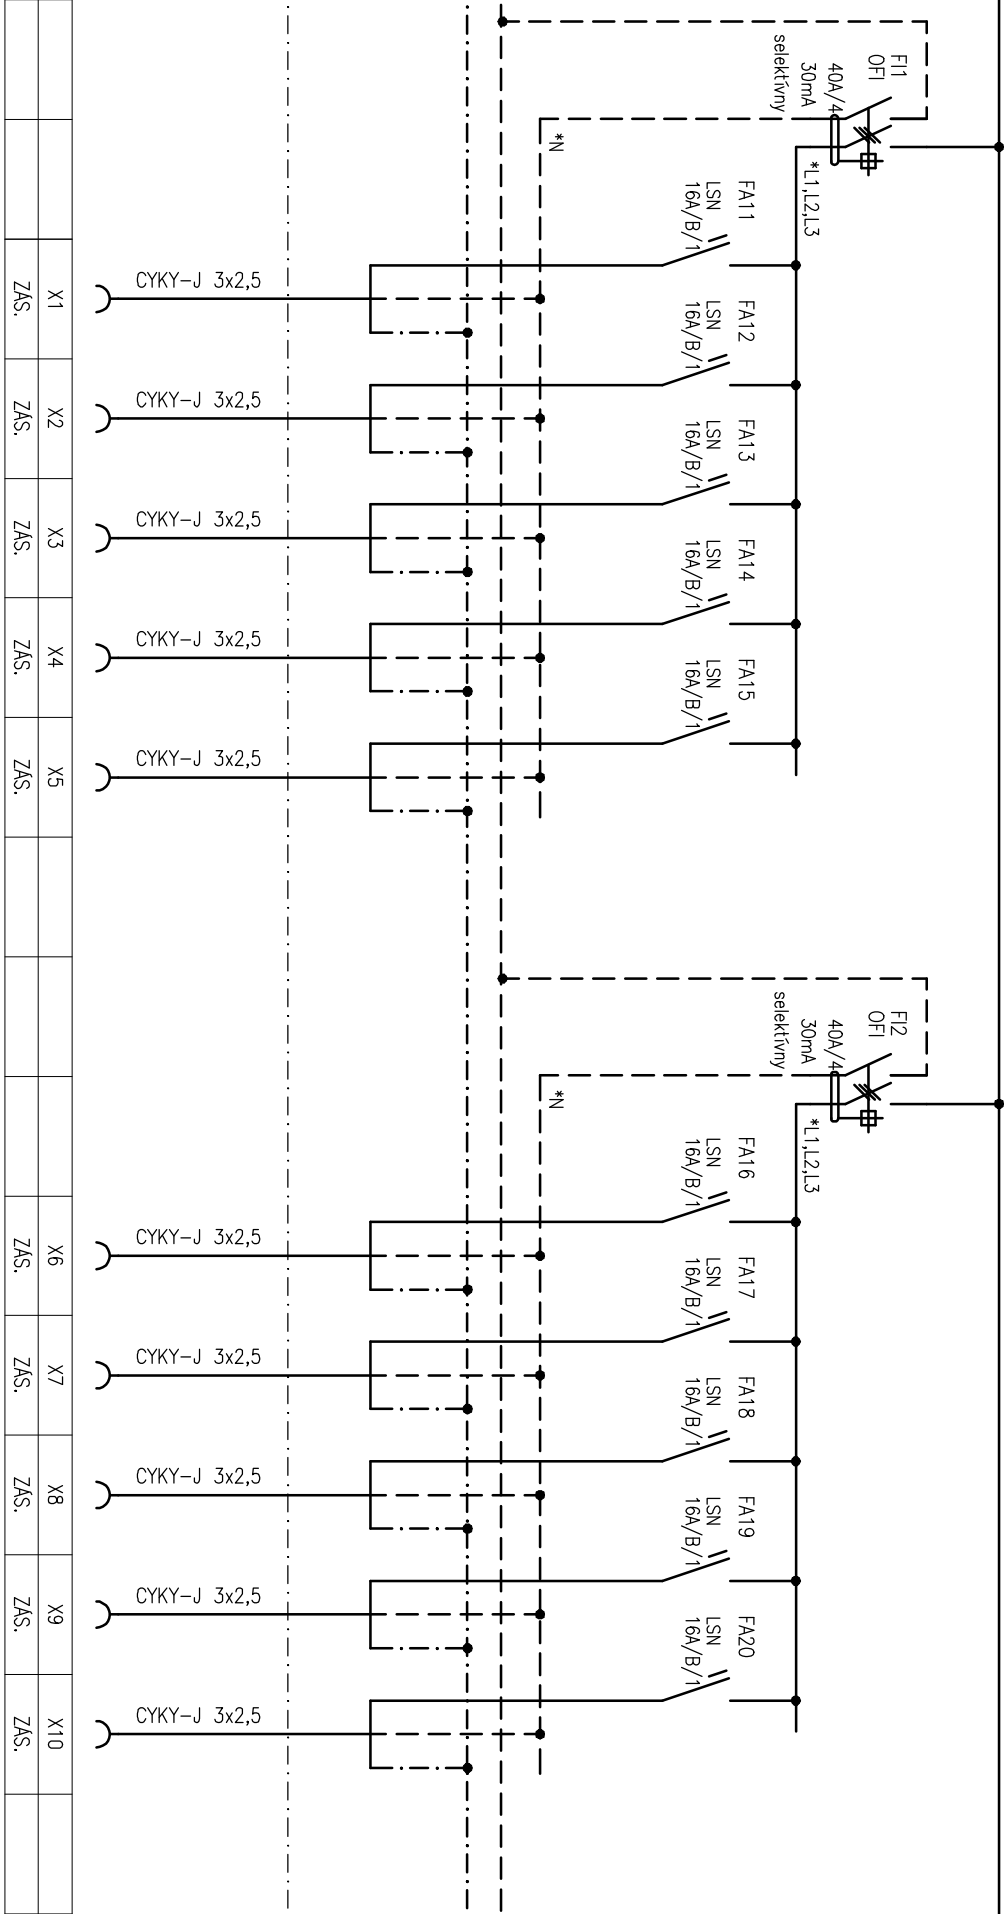 FI1
OFI
40A/4
30mA
selektívny
*N
*L1,L2,L3
FA11
LSN
16A/B/1
FA12
LSN
16A/B/1
FA13
LSN
16A/B/1
FA14
LSN
16A/B/1
FA15
LSN
16A/B/1
FI2
OFI
40A/4
30mA
selektívny
*N
*L1,L2,L3
FA16
LSN
16A/B/1
FA17
LSN
16A/B/1
FA18
LSN
16A/B/1
FA19
LSN
16A/B/1
FA20
LSN
16A/B/1
CYKY-J 3x2,5
CYKY-J 3x2,5
CYKY-J 3x2,5
CYKY-J 3x2,5
CYKY-J 3x2,5
CYKY-J 3x2,5
CYKY-J 3x2,5
CYKY-J 3x2,5
CYKY-J 3x2,5
CYKY-J 3x2,5
X1
ZÁS.
X2
ZÁS.
X3
ZÁS.
X4
ZÁS.
X5
ZÁS.
X6
ZÁS.
X7
ZÁS.
X8
ZÁS.
X9
ZÁS.
X10
ZÁS.